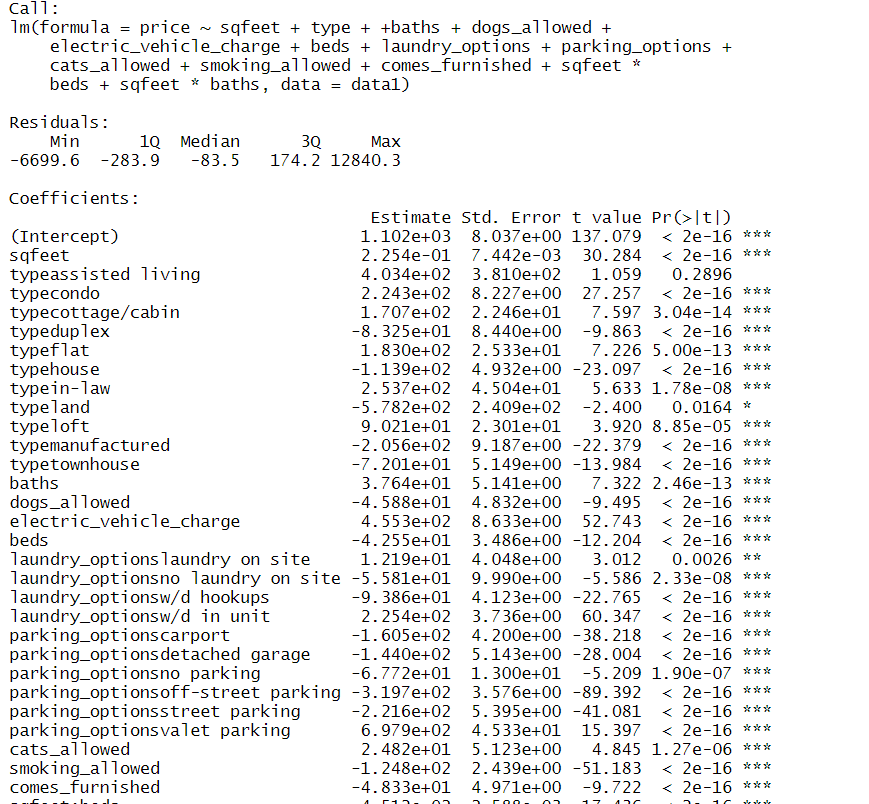 Call:
lm(formula = price ~ sqfeet + type + +baths + dogs_allowed +
    electric_vehicle_charge + beds + laundry_options + parking_options +
    cats_allowed + smoking_allowed + comes_furnished + sqfeet *
    beds + sqfeet * baths, data = data1)

Residuals:
    Min      1Q  Median      3Q     Max
-6699.6  -283.9   -83.5   174.2 12840.3

Coefficients:
                                     Estimate Std. Error t value Pr(>|t|)
(Intercept)                         1.102e+03  8.037e+00 137.079  < 2e-16 ***
sqfeet                              2.254e-01  7.442e-03  30.284  < 2e-16 ***
typeassisted living                 4.034e+02  3.810e+02   1.059   0.2896
typecondo                           2.243e+02  8.227e+00  27.257  < 2e-16 ***
typecottage/cabin                   1.707e+02  2.246e+01   7.597 3.04e-14 ***
typeduplex                         -8.325e+01  8.440e+00  -9.863  < 2e-16 ***
typeflat                            1.830e+02  2.533e+01   7.226 5.00e-13 ***
typehouse                          -1.139e+02  4.932e+00 -23.097  < 2e-16 ***
typein-law                          2.537e+02  4.504e+01   5.633 1.78e-08 ***
typeland                           -5.782e+02  2.409e+02  -2.400   0.0164 *
typeloft                            9.021e+01  2.301e+01   3.920 8.85e-05 ***
typemanufactured                   -2.056e+02  9.187e+00 -22.379  < 2e-16 ***
typetownhouse                      -7.201e+01  5.149e+00 -13.984  < 2e-16 ***
baths                               3.764e+01  5.141e+00   7.322 2.46e-13 ***
dogs_allowed                       -4.588e+01  4.832e+00  -9.495  < 2e-16 ***
electric_vehicle_charge             4.553e+02  8.633e+00  52.743  < 2e-16 ***
beds                               -4.255e+01  3.486e+00 -12.204  < 2e-16 ***
laundry_optionslaundry on site      1.219e+01  4.048e+00   3.012   0.0026 **
laundry_optionsno laundry on site  -5.581e+01  9.990e+00  -5.586 2.33e-08 ***
laundry_optionsw/d hookups         -9.386e+01  4.123e+00 -22.765  < 2e-16 ***
laundry_optionsw/d in unit          2.254e+02  3.736e+00  60.347  < 2e-16 ***
parking_optionscarport             -1.605e+02  4.200e+00 -38.218  < 2e-16 ***
parking_optionsdetached garage     -1.440e+02  5.143e+00 -28.004  < 2e-16 ***
parking_optionsno parking          -6.772e+01  1.300e+01  -5.209 1.90e-07 ***
parking_optionsoff-street parking  -3.197e+02  3.576e+00 -89.392  < 2e-16 ***
parking_optionsstreet parking      -2.216e+02  5.395e+00 -41.081  < 2e-16 ***
parking_optionsvalet parking        6.979e+02  4.533e+01  15.397  < 2e-16 ***
cats_allowed                        2.482e+01  5.123e+00   4.845 1.27e-06 ***
smoking_allowed                    -1.248e+02  2.439e+00 -51.183  < 2e-16 ***
comes_furnished                    -4.833e+01  4.971e+00  -9.722  < 2e-16 ***